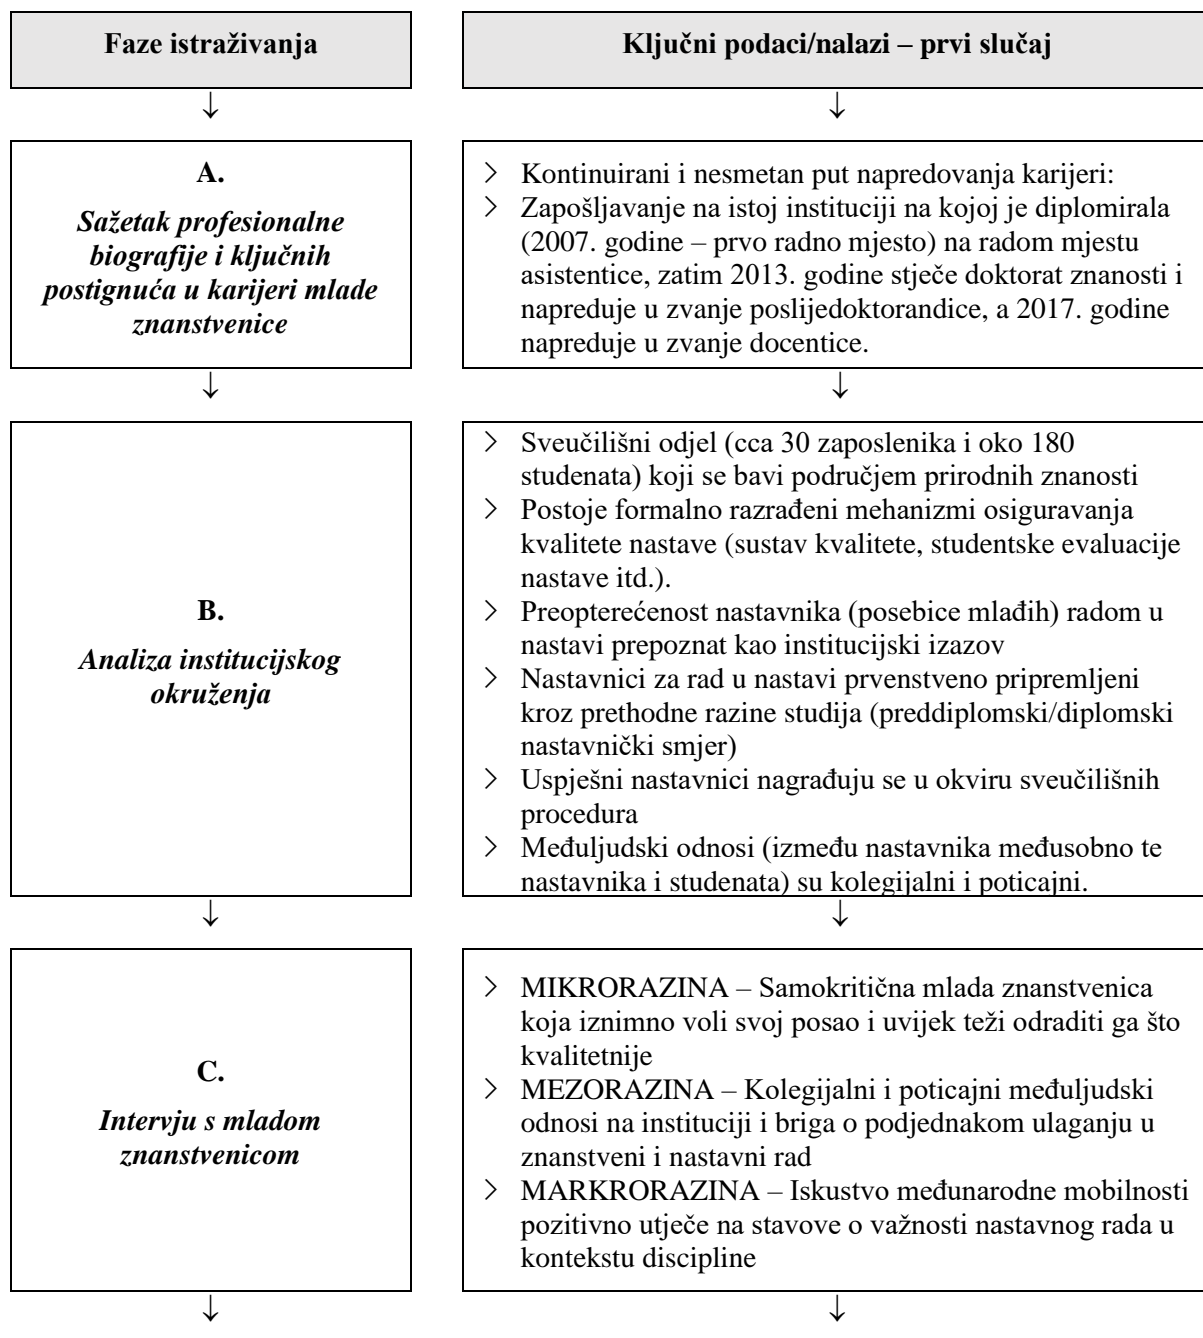 Faze istraživanja
Ključni podaci/nalazi – prvi slučaj
↓
↓
A.
Sažetak profesionalne
biografije i ključnih
postignuća u karijeri mlade
znanstvenice
> Kontinuirani i nesmetan put napredovanja karijeri:
> Zapošljavanje na istoj instituciji na kojoj je diplomirala
(2007. godine – prvo radno mjesto) na radom mjestu
asistentice, zatim 2013. godine stječe doktorat znanosti i
napreduje u zvanje poslijedoktorandice, a 2017. godine
napreduje u zvanje docentice.
↓
↓
B.
Analiza institucijskog
okruženja
> Sveučilišni odjel (cca 30 zaposlenika i oko 180
studenata) koji se bavi područjem prirodnih znanosti
> Postoje formalno razrađeni mehanizmi osiguravanja
kvalitete nastave (sustav kvalitete, studentske evaluacije
nastave itd.).
> Preopterećenost nastavnika (posebice mlađih) radom u
nastavi prepoznat kao institucijski izazov
> Nastavnici za rad u nastavi prvenstveno pripremljeni
kroz prethodne razine studija (preddiplomski/diplomski
nastavnički smjer)
> Uspješni nastavnici nagrađuju se u okviru sveučilišnih
procedura
> Međuljudski odnosi (između nastavnika međusobno te
nastavnika i studenata) su kolegijalni i poticajni.
↓
↓
C.
Intervju s mladom
znanstvenicom
> MIKRORAZINA – Samokritična mlada znanstvenica
koja iznimno voli svoj posao i uvijek teži odraditi ga što
kvalitetnije
> MEZORAZINA – Kolegijalni i poticajni međuljudski
odnosi na instituciji i briga o podjednakom ulaganju u
znanstveni i nastavni rad
> MARKRORAZINA – Iskustvo međunarodne mobilnosti
pozitivno utječe na stavove o važnosti nastavnog rada u
kontekstu discipline
↓
↓